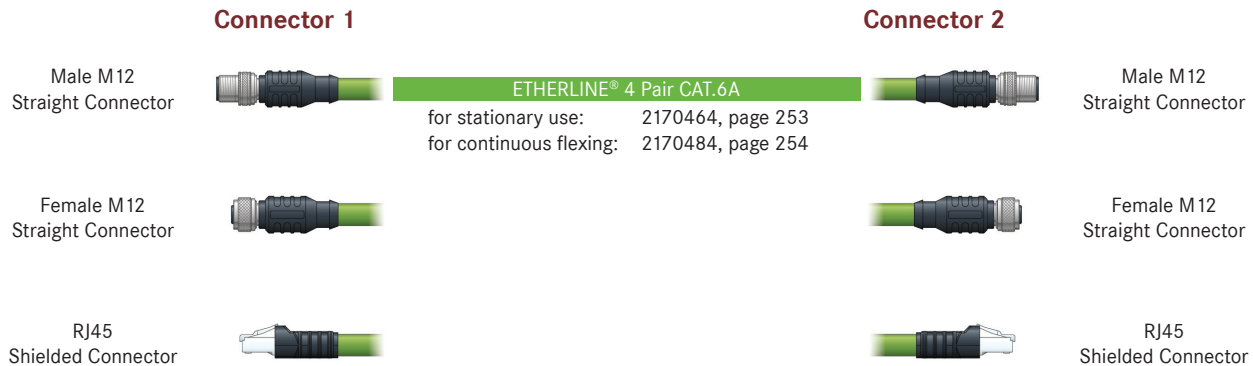 Connector 1
Connector 2
Male M12
Straight Connector
ETHERLINE® 4 Pair CAT.6A
for stationary use: 2170464, page 253
for continuous flexing: 2170484, page 254
Male M12
Straight Connector
Female M12
Straight Connector
Female M12
Straight Connector
RJ45
Shielded Connector
RJ45
Shielded Connector